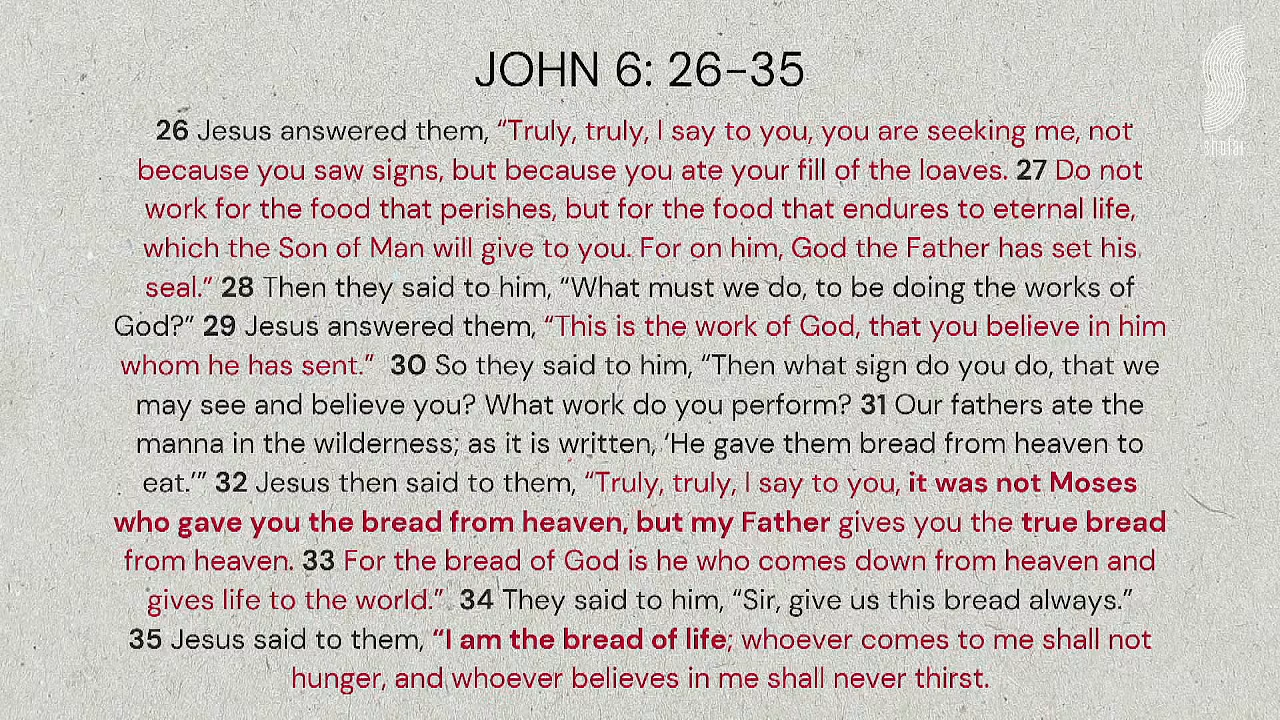 JOHN 6: 26-35
26 Jesus answered them, “Truly, truly, I say to you, you are seeking me, not
because you saw signs, but because you ate your fill of the loaves. 27 Do not
work for the food that perishes, but for the food that endures to eternal life,
which the Son of Man will give to you. For on him, God the Father has set his
seal.” 28 Then they said to him, “What must we do, to be doing the works of
God?” 29 Jesus answered them, “This is the work of God, that you believe in him
whom he has sent.” 30 So they said to him, “Then what sign do you do, that we
may see and believe you? What work do you perform? 31 Our fathers ate the
manna in the wilderness; as it is written, ‘He gave them bread from heaven to
eat.’” 32 Jesus then said to them, “Truly, truly, I say to you, it was not Moses
who gave you the bread from heaven, but my Father gives you the true bread
from heaven. 33 For the bread of God is he who comes down from heaven and
gives life to the world.” 34 They said to him, “Sir, give us this bread always.”
35 Jesus said to them, “I am the bread of life; whoever comes to me shall not
hunger, and whoever believes in me shall never thirst.